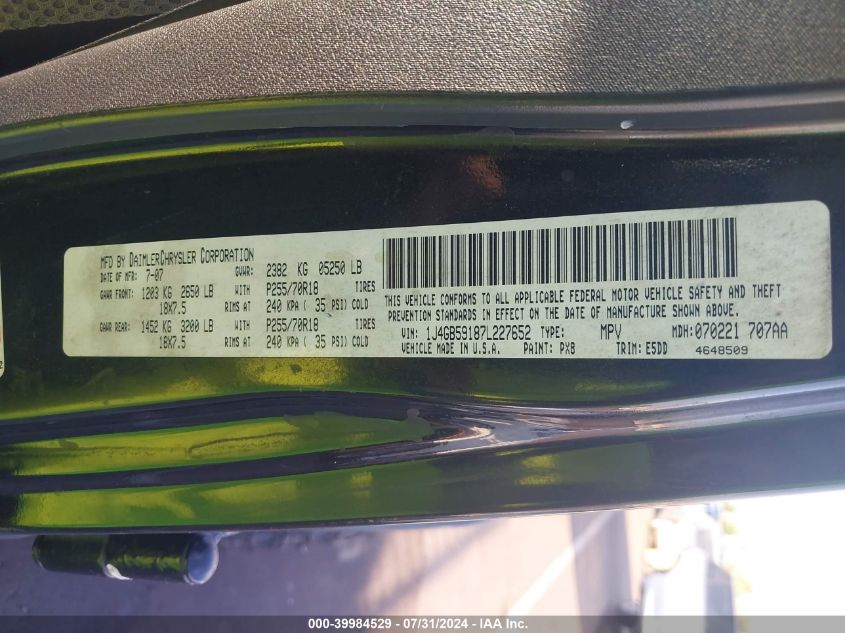 MFD BY DAIMLERCHRYSLER CORPORATION
DATE OF MFR: 7-07 GVWR: 2382 KG 05250 LB
GAWR FRONT: 1203 KG 2650 LB WITH P255/70R18 TIRES
18X7.5 RIMS AT 240 KPA ( 35 PSI) COLD
GAWR REAR: 1452 KG 3200 LB WITH P255/70R18 TIRES
18X7.5 RIMS AT 240 KPA ( 35 PSI) COLD
THIS VEHICLE CONFORMS TO ALL APPLICABLE FEDERAL MOTOR VEHICLE SAFETY AND THEFT
PREVENTION STANDARDS IN EFFECT ON THE DATE OF MANUFACTURE SHOWN ABOVE.
VIN: 1J4GB59187L227652 TYPE: MPV MDH: 070221 707AA
VEHICLE MADE IN U.S.A. PAINT: PX8 TRIM: E5DD 4648509
000-39984529 - 07/31/2024 - IAA Inc.